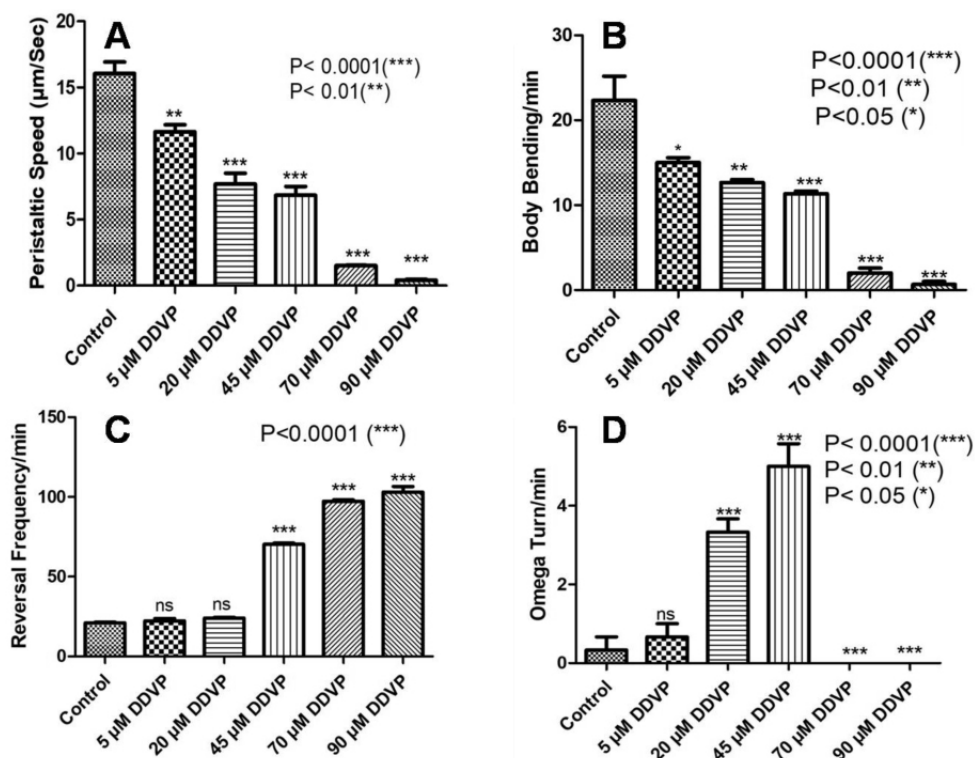 A
Peristaltic Speed (µm/Sec)
20
15
10
5
0
P< 0.0001(***)
P< 0.01(**)
**
***
***
***
***
Control
5 µM DDVP
20 µM DDVP
45 µM DDVP
70 µM DDVP
90 µM DDVP
B
Body Bending/min
30
20
10
0
P<0.0001 (***)
P<0.01 (**)
P<0.05 (*)
*
**
***
***
***
Control
5 µM DDVP
20 µM DDVP
45 µM DDVP
70 µM DDVP
90 µM DDVP
C
Reversal Frequency/min
150
100
50
0
P<0.0001 (***)
ns
ns
***
***
***
Control
5 µM DDVP
20 µM DDVP
45 µM DDVP
70 µM DDVP
90 µM DDVP
D
Omega Turn/min
6
4
2
0
P< 0.0001(***)
P< 0.01 (**)
P< 0.05 (*)
ns
***
***
***
***
Control
5 µM DDVP
20 µM DDVP
45 µM DDVP
70 µM DDVP
90 µM DDVP